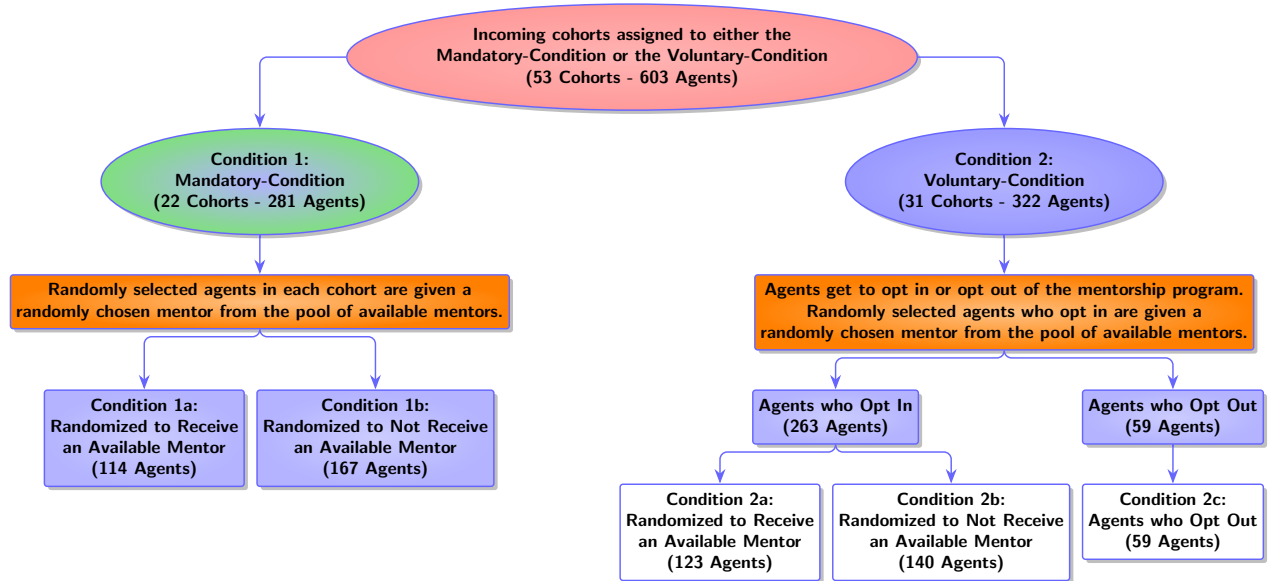 Incoming cohorts assigned to either the
Mandatory-Condition or the Voluntary-Condition
(53 Cohorts - 603 Agents)
Condition 1:
Mandatory-Condition
(22 Cohorts - 281 Agents)
Condition 2:
Voluntary-Condition
(31 Cohorts - 322 Agents)
Randomly selected agents in each cohort are given a
randomly chosen mentor from the pool of available mentors.
Agents get to opt in or opt out of the mentorship program.
Randomly selected agents who opt in are given a
randomly chosen mentor from the pool of available mentors.
Condition 1a:
Randomized to Receive
an Available Mentor
(114 Agents)
Condition 1b:
Randomized to Not Receive
an Available Mentor
(167 Agents)
Agents who Opt In
(263 Agents)
Agents who Opt Out
(59 Agents)
Condition 2a:
Randomized to Receive
an Available Mentor
(123 Agents)
Condition 2b:
Randomized to Not Receive
an Available Mentor
(140 Agents)
Condition 2c:
Agents who Opt Out
(59 Agents)